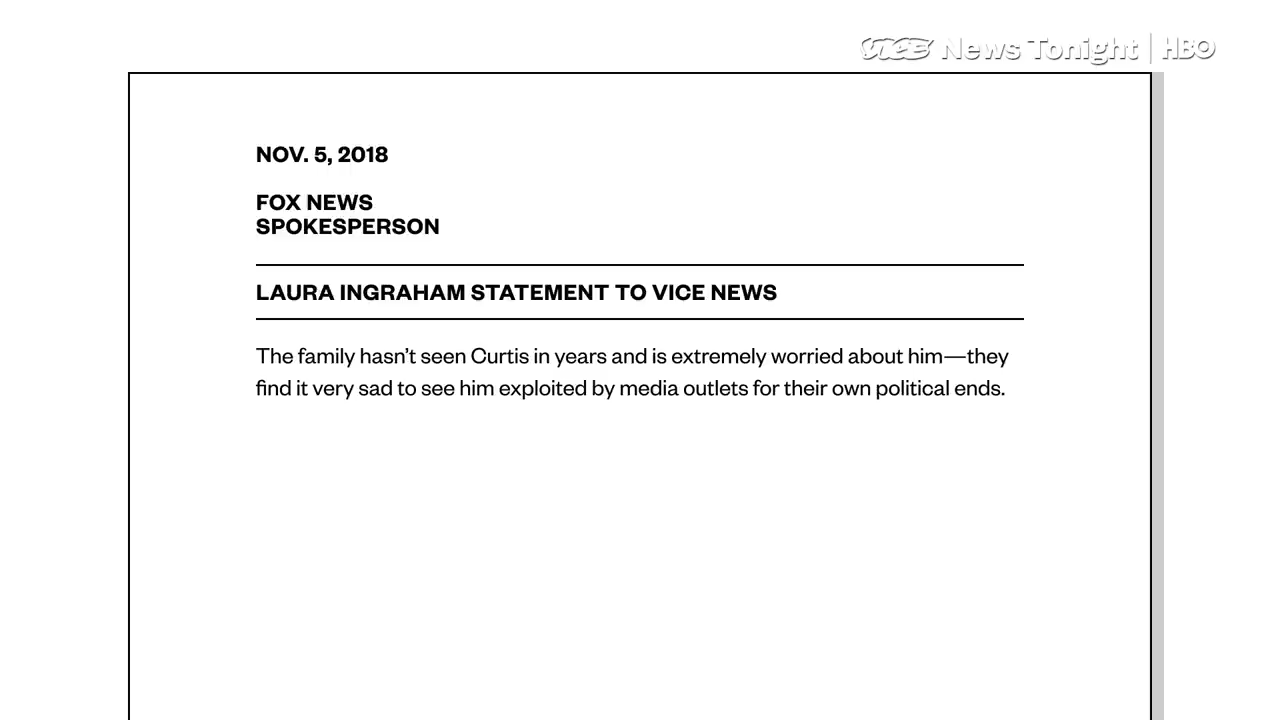 VICE News Tonight | HBO
NOV. 5, 2018
FOX NEWS
SPOKESPERSON
LAURA INGRAHAM STATEMENT TO VICE NEWS
The family hasn’t seen Curtis in years and is extremely worried about him—they
find it very sad to see him exploited by media outlets for their own political ends.